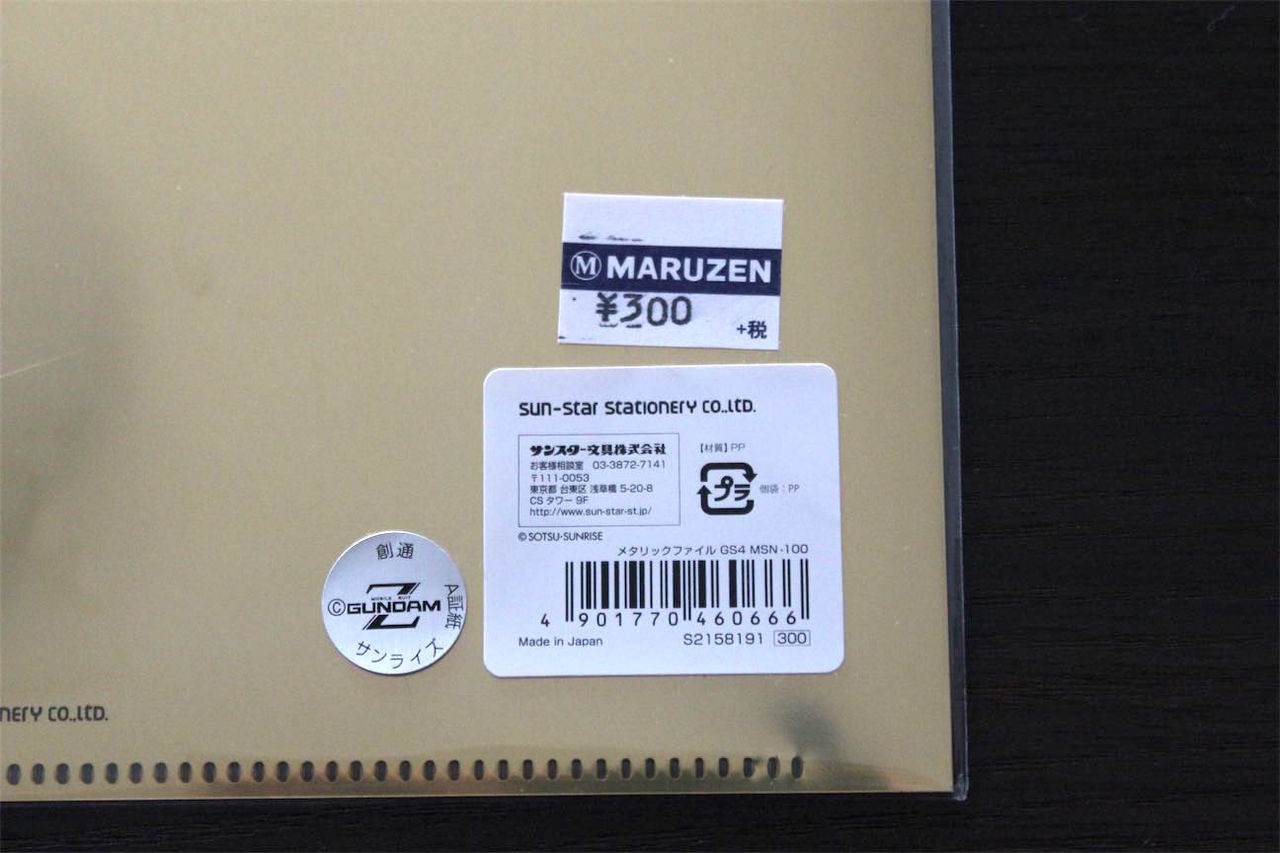 Ⓜ MARUZEN
¥300
+税
sun-star stationery co.,ltd.
サンスター文具株式会社
お客様相談室 03-3872-7141
〒111-0053
東京都 台東区 浅草橋 5-20-8
CS タワー 9F
http://www.sun-star-st.jp/
【材質】PP
プラ
個袋：PP
©SOTSU・SUNRISE
メタリックファイル GS4 MSN-100
4 901770 460666
Made in Japan
S2158191 300
創通
A証紙
MOBILE SUIT
Z
©GUNDAM
サンライズ
nery co.,ltd.